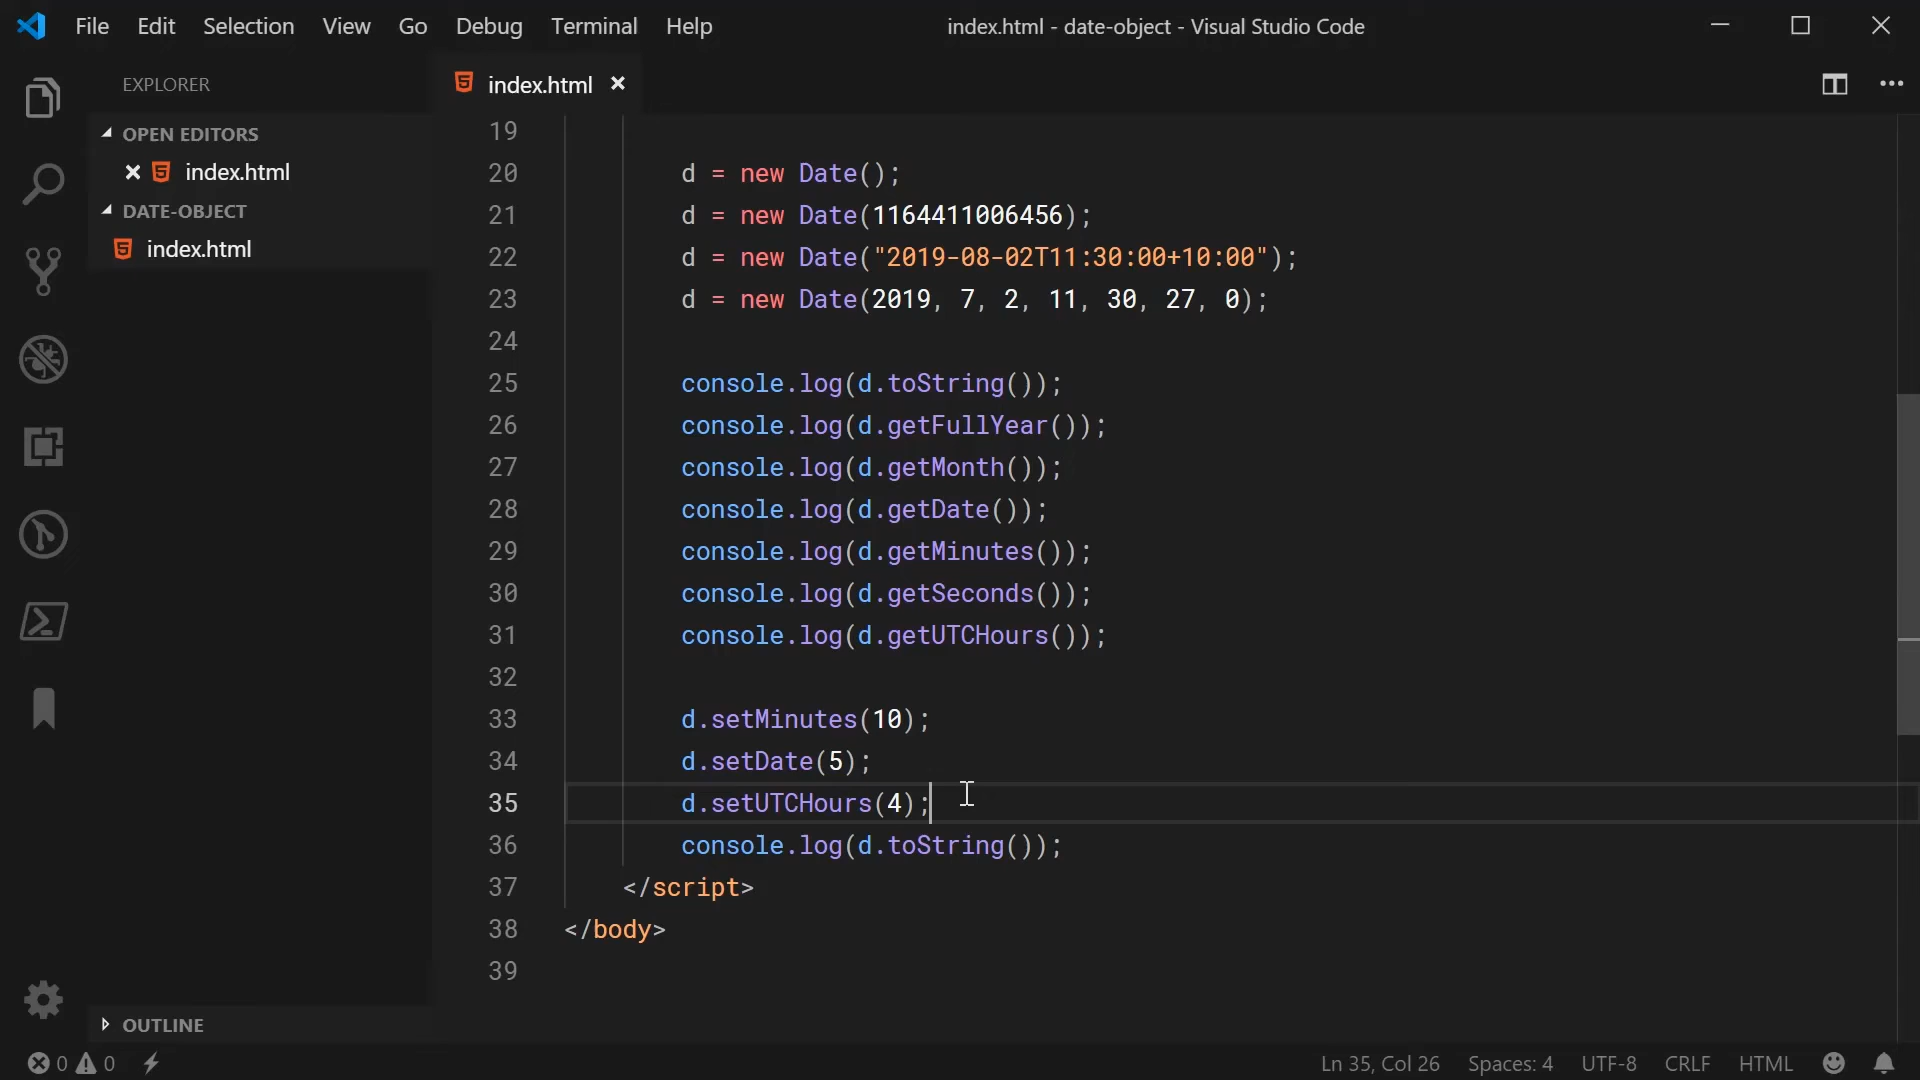 File Edit Selection View Go Debug Terminal Help index.html - date-object - Visual Studio Code
EXPLORER
OPEN EDITORS
index.html
DATE-OBJECT
index.html
OUTLINE
index.html
19
20 d = new Date();
21 d = new Date(1164411006456);
22 d = new Date("2019-08-02T11:30:00+10:00");
23 d = new Date(2019, 7, 2, 11, 30, 27, 0);
24
25 console.log(d.toString());
26 console.log(d.getFullYear());
27 console.log(d.getMonth());
28 console.log(d.getDate());
29 console.log(d.getMinutes());
30 console.log(d.getSeconds());
31 console.log(d.getUTCHours());
32
33 d.setMinutes(10);
34 d.setDate(5);
35 d.setUTCHours(4);
36 console.log(d.toString());
37 </script>
38 </body>
39
0 0 Ln 35, Col 26 Spaces: 4 UTF-8 CRLF HTML